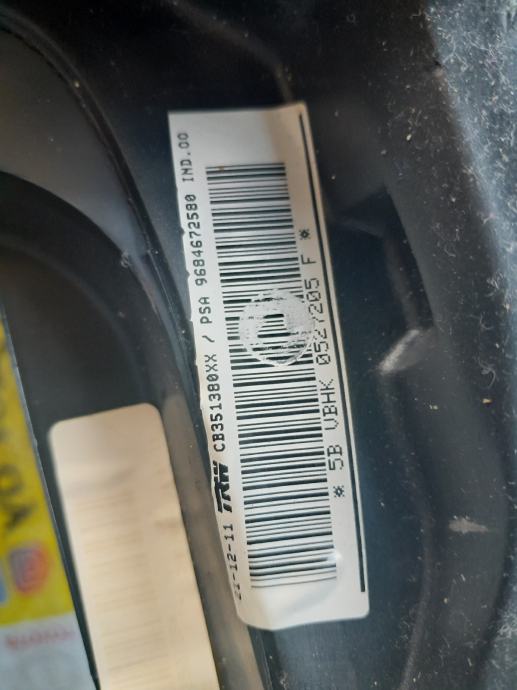 21-12-11 TRW CB351380XX / PSA 9684672580 IND.00
* 5B VBHK 0527205 F *